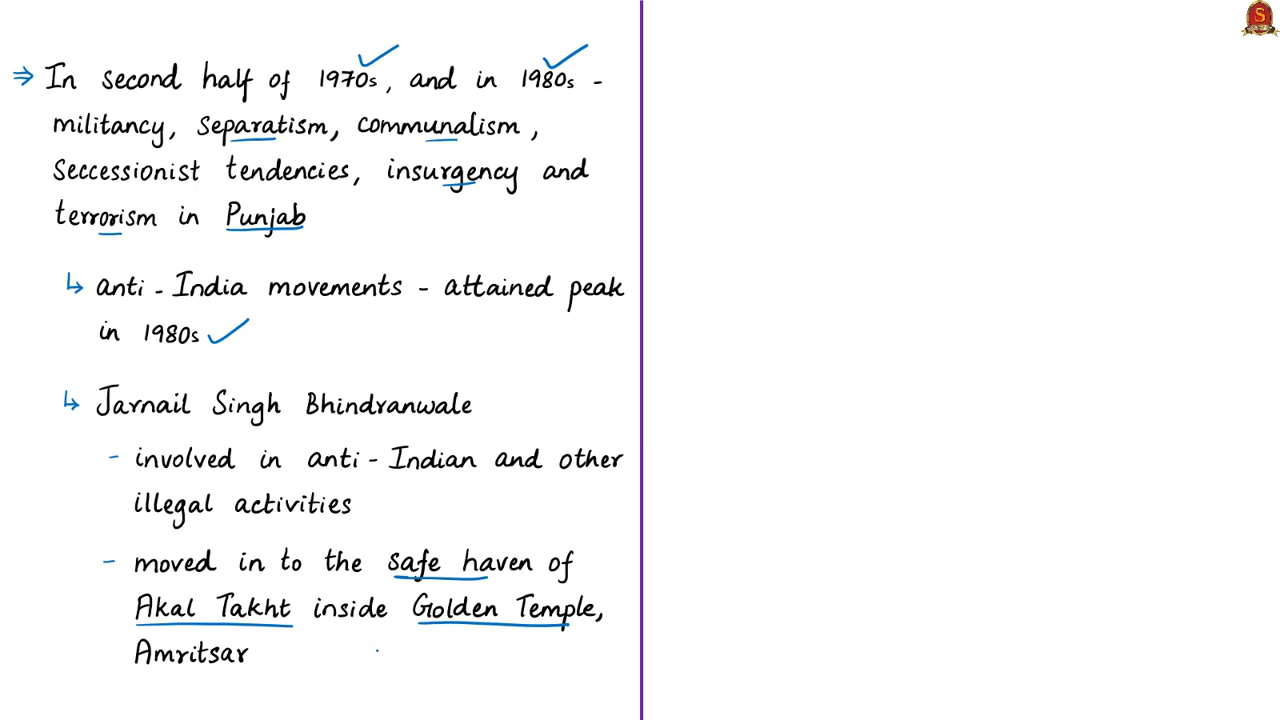 ⇒ In second half of 1970s, and in 1980s -
militancy, separatism, communalism,
Seccessionist tendencies, insurgency and
terrorism in Punjab
↳ anti - India movements - attained peak
in 1980s
↳ Jarnail Singh Bhindranwale
- involved in anti - Indian and other
illegal activities
- moved in to the safe haven of
Akal Takht inside Golden Temple,
Amritsar
S